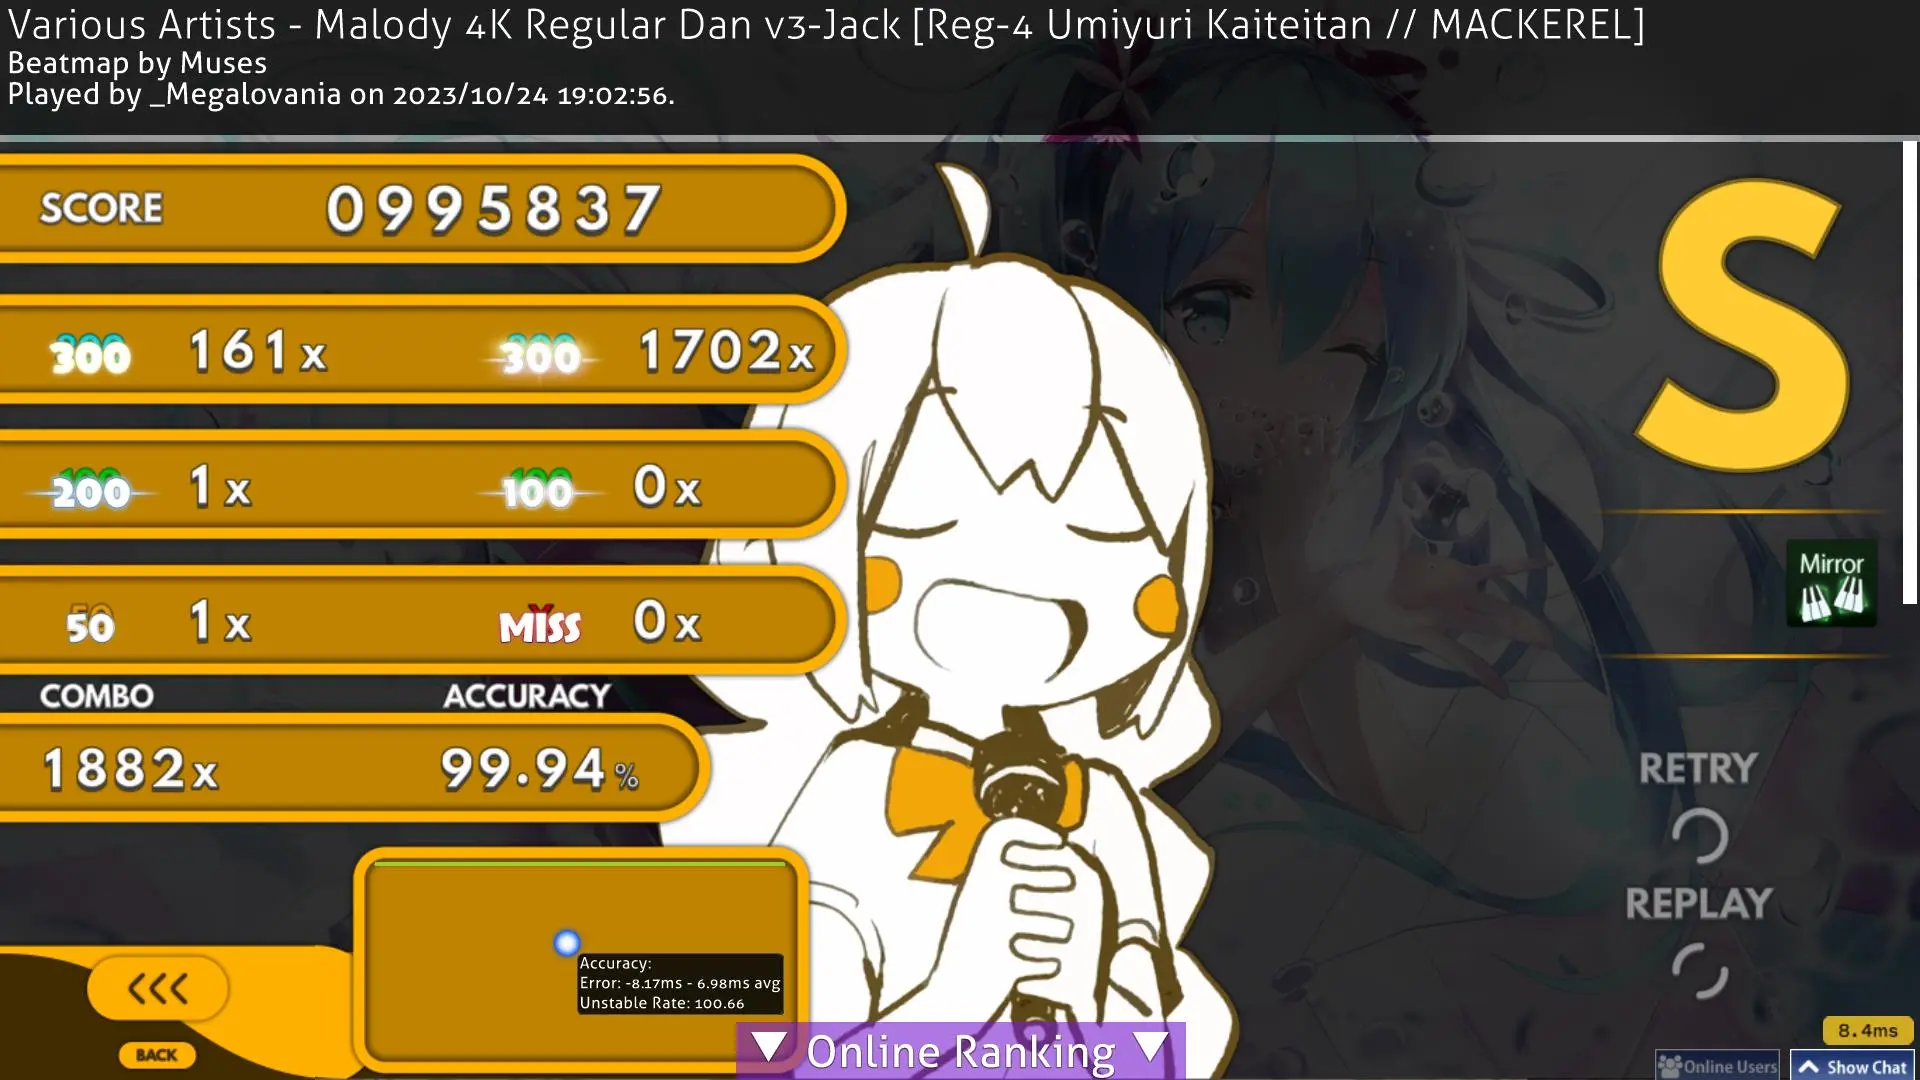 Various Artists - Malody 4K Regular Dan v3-Jack [Reg-4 Umiyuri Kaiteitan // MACKEREL]
Beatmap by Muses
Played by _Megalovania on 2023/10/24 19:02:56.
SCORE 0995837
300 161x 300 1702x
200 1x 100 0x
Mirror
50 1x MISS 0x
COMBO ACCURACY
1882x 99.94%
RETRY
REPLAY
Accuracy:
Error: -8.17ms - 6.98ms avg
Unstable Rate: 100.66
BACK
▼ Online Ranking ▼
8.4ms
Online Users
Show Chat
S